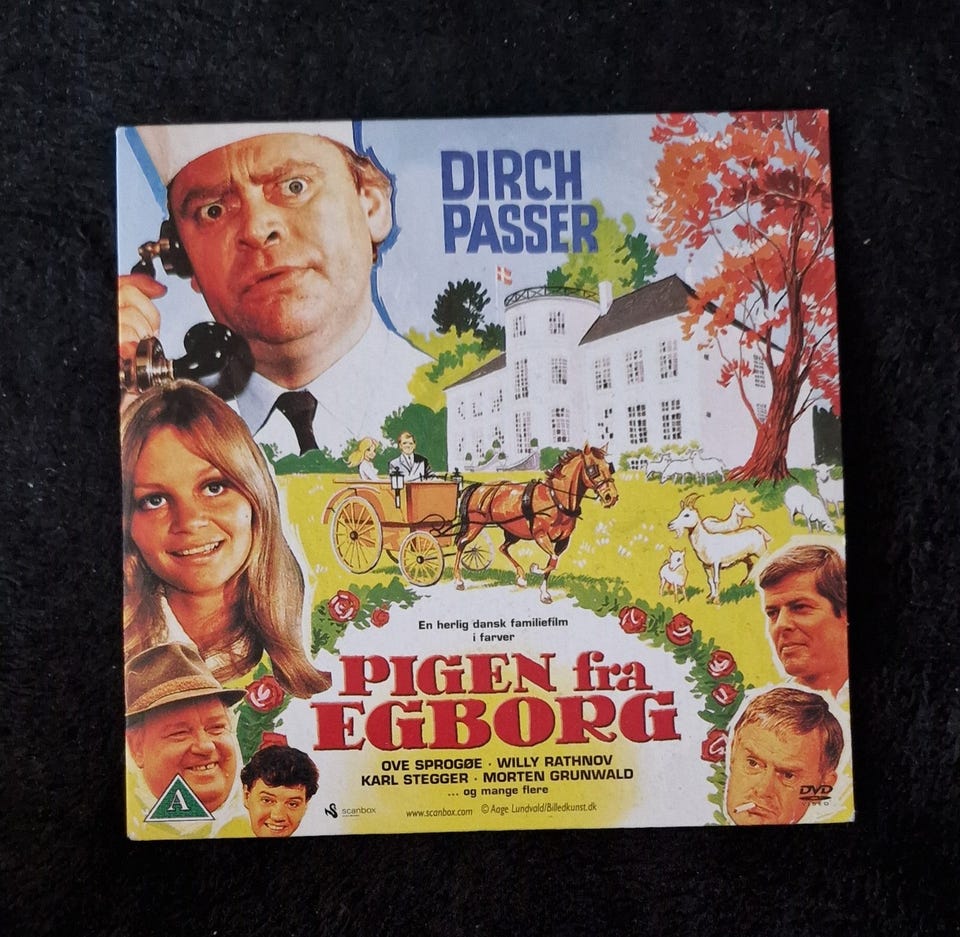 DIRCH
PASSER
En herlig dansk familiefilm
i farver
PIGEN fra
EGBORG
OVE SPROGØE · WILLY RATHNOV
KARL STEGGER · MORTEN GRUNWALD
... og mange flere
A
scanbox
www.scanbox.com © Aage Lundvald/Billedkunst.dk
DVD
VIDEO